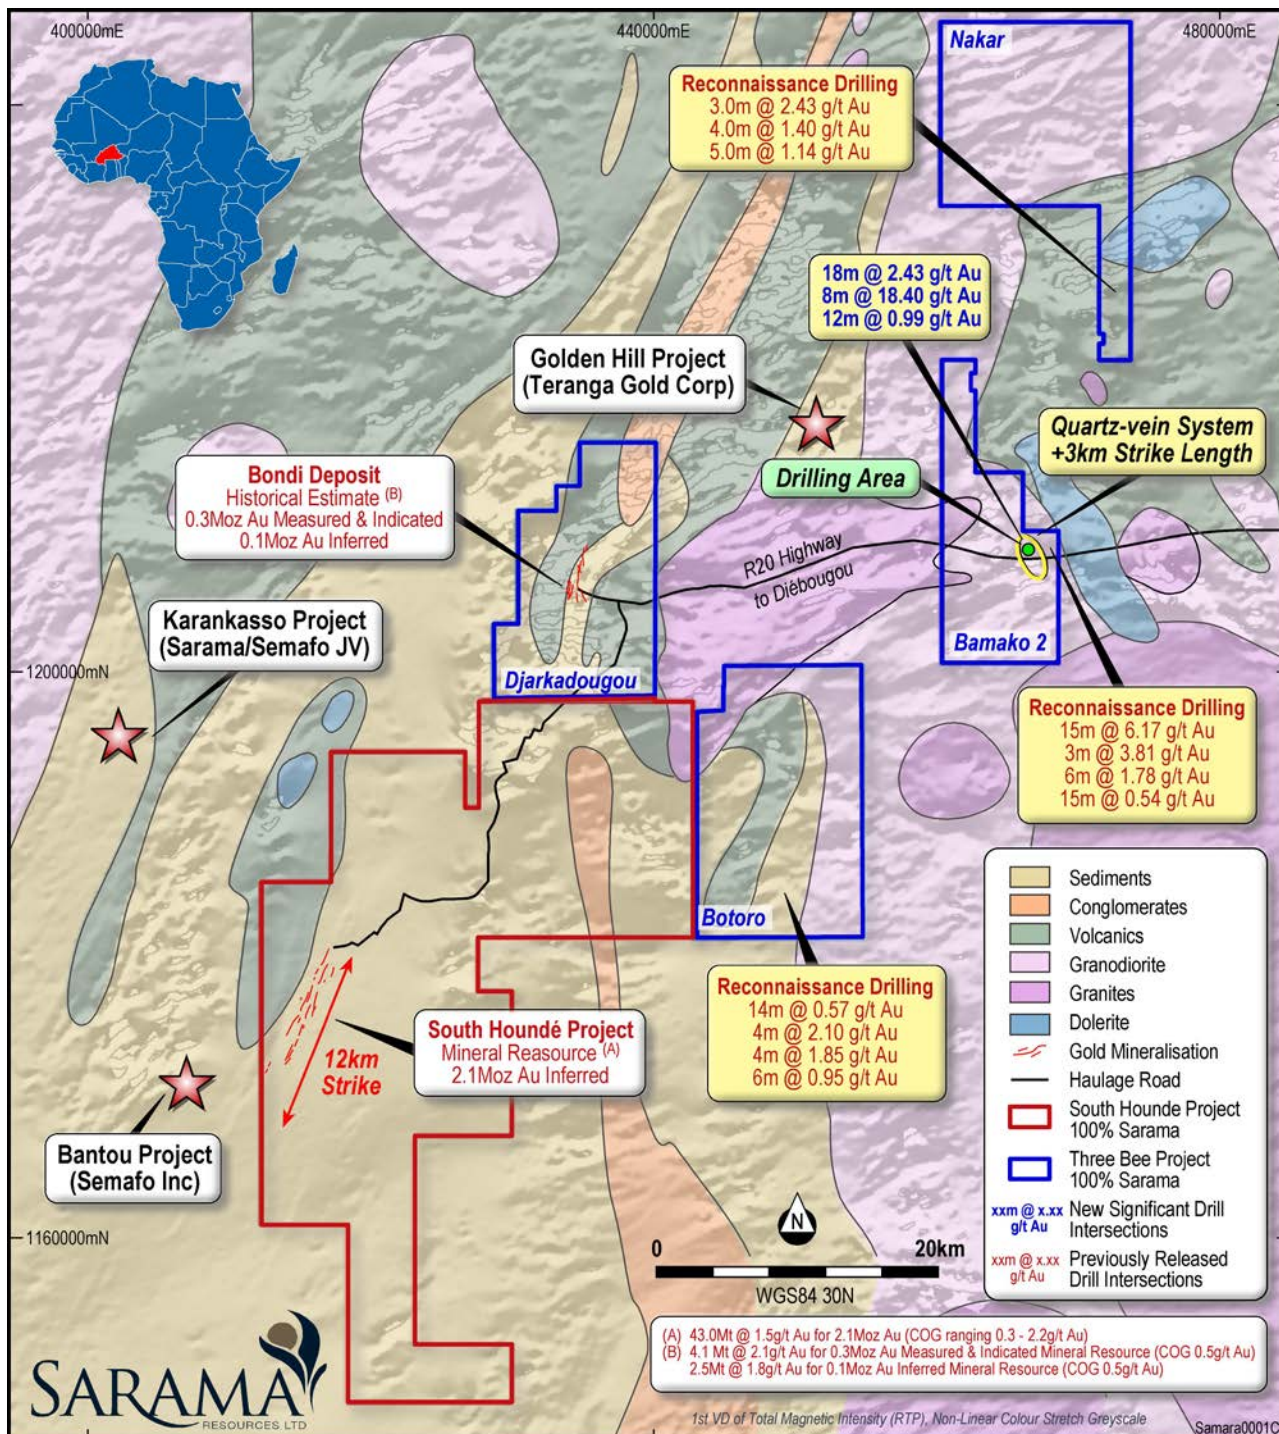 400000mE
440000mE
480000mE
Nakar
Reconnaissance Drilling
3.0m @ 2.43 g/t Au
4.0m @ 1.40 g/t Au
5.0m @ 1.14 g/t Au
18m @ 2.43 g/t Au
8m @ 18.40 g/t Au
12m @ 0.99 g/t Au
Golden Hill Project
(Teranga Gold Corp)
Quartz-vein System
+3km Strike Length
Drilling Area
Bondi Deposit
Historical Estimate (B)
0.3Moz Au Measured & Indicated
0.1Moz Au Inferred
R20 Highway
to Diébougou
Karankasso Project
(Sarama/Semafo JV)
Bamako 2
1200000mN
Djarkadougou
Reconnaissance Drilling
15m @ 6.17 g/t Au
3m @ 3.81 g/t Au
6m @ 1.78 g/t Au
15m @ 0.54 g/t Au
Botoro
Reconnaissance Drilling
14m @ 0.57 g/t Au
4m @ 2.10 g/t Au
4m @ 1.85 g/t Au
6m @ 0.95 g/t Au
South Houndé Project
Mineral Reasource (A)
2.1Moz Au Inferred
12km
Strike
Bantou Project
(Semafo Inc)
1160000mN
Sediments
Conglomerates
Volcanics
Granodiorite
Granites
Dolerite
Gold Mineralisation
Haulage Road
South Hounde Project
100% Sarama
Three Bee Project
100% Sarama
xxm @ x.xx
g/t Au
New Significant Drill
Intersections
xxm @ x.xx
g/t Au
Previously Released
Drill Intersections
N
0
20km
WGS84 30N
(A) 43.0Mt @ 1.5g/t Au for 2.1Moz Au (COG ranging 0.3 - 2.2g/t Au)
(B) 4.1 Mt @ 2.1g/t Au for 0.3Moz Au Measured & Indicated Mineral Resource (COG 0.5g/t Au)
2.5Mt @ 1.8g/t Au for 0.1Moz Au Inferred Mineral Resource (COG 0.5g/t Au)
SARAMA
RESOURCES LTD
1st VD of Total Magnetic Intensity (RTP), Non-Linear Colour Stretch Greyscale
Samara0001C